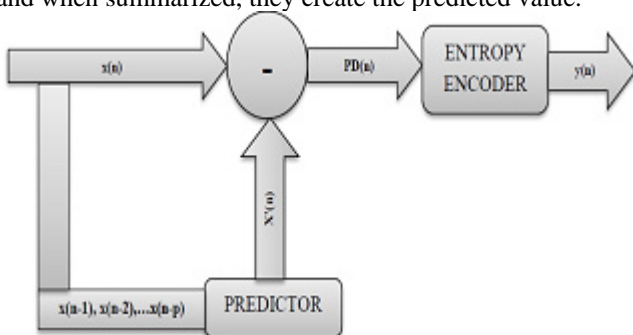 and when summarized, they create the predicted value.
x(n)
-
PD(n)
ENTROPY
ENCODER
y(n)
X'(n)
x(n-1), x(n-2),...x(n-p)
PREDICTOR